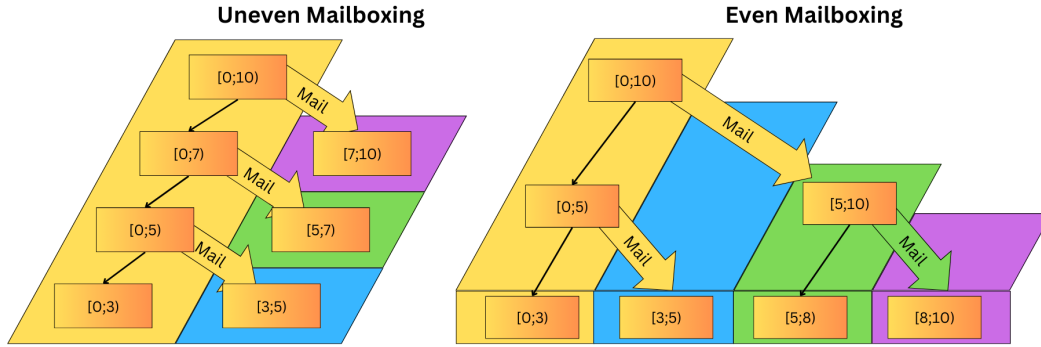 Uneven Mailboxing
[0;10)
Mail
[0;7)
[7;10)
Mail
[0;5)
[5;7)
Mail
[0;3)
[3;5)
Even Mailboxing
[0;10)
Mail
[0;5)
[5;10)
Mail
Mail
[0;3)
[3;5)
[5;8)
[8;10)